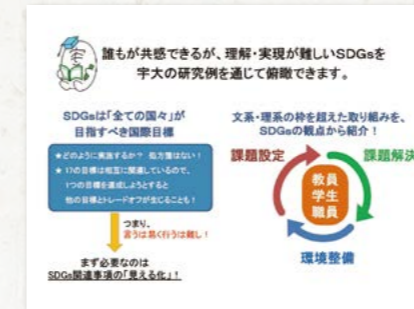 誰もが共感できるが、理解・実現が難しいSDGsを
宇大の研究例を通じて俯瞰できます。
SDGsは「全ての国々」が
目指すべき国際目標
★どのように実施するか？ 処方箋はない！
★ 17の目標は相互に関連しているので、
1つの目標を達成しようとすると
他の目標とトレードオフが生じることも！
つまり、
言うは易く行うは難し！
まず必要なのは
SDGs関連事項の「見える化」！
文系・理系の枠を超えた取り組みを、
SDGsの観点から紹介！
課題設定
課題解決
教員
学生
職員
環境整備